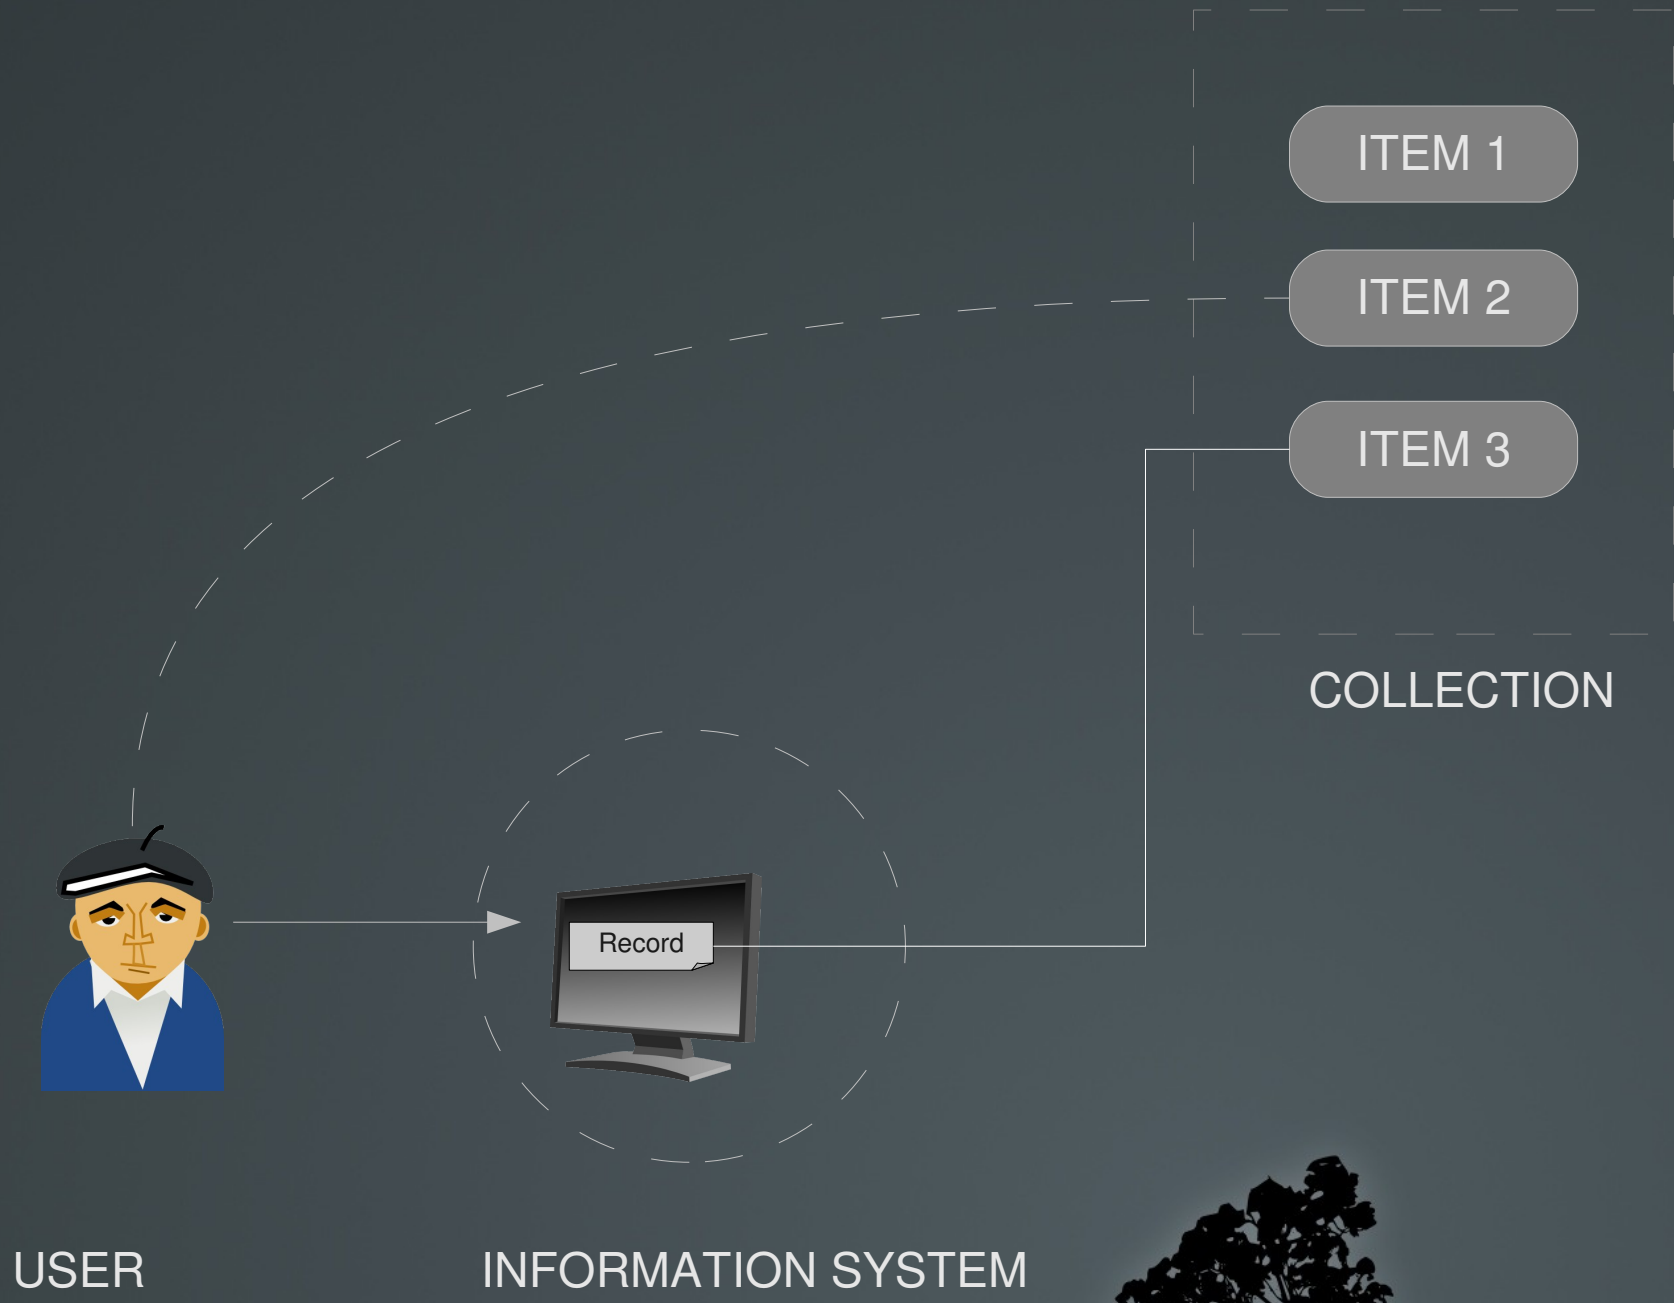 ITEM 1
ITEM 2
ITEM 3
COLLECTION
Record
USER
INFORMATION SYSTEM